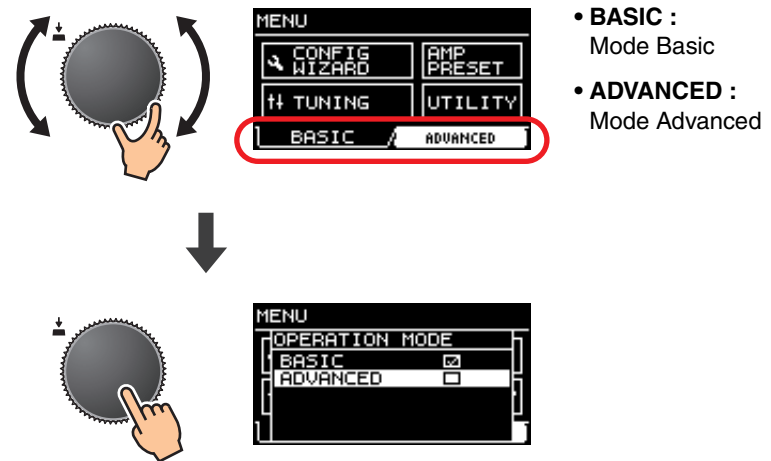 MENU
CONFIG WIZARD
AMP PRESET
TUNING
UTILITY
BASIC
ADVANCED
• BASIC :
Mode Basic
• ADVANCED :
Mode Advanced
MENU
OPERATION MODE
BASIC ☑
ADVANCED ☐